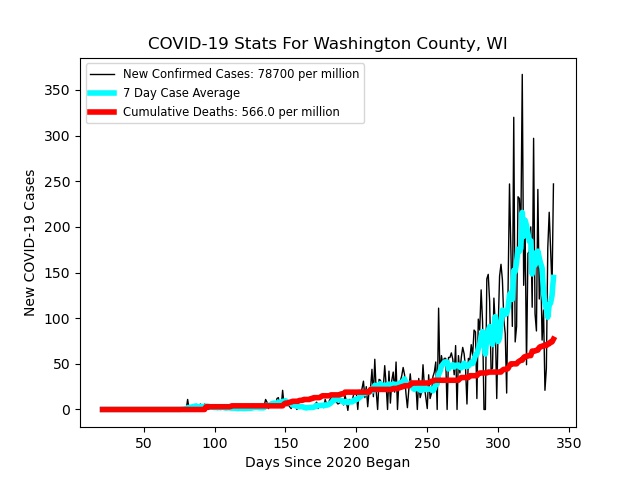 COVID-19 Stats For Washington County, WI
New Confirmed Cases: 78700 per million
7 Day Case Average
Cumulative Deaths: 566.0 per million
New COVID-19 Cases
350
300
250
200
150
100
50
0
50 100 150 200 250 300 350
Days Since 2020 Began